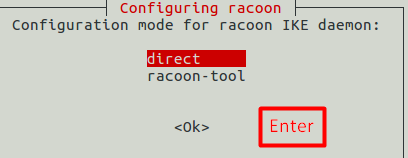 Configuring racoon
Configuration mode for racoon IKE daemon:
direct
racoon-tool
<Ok>
Enter